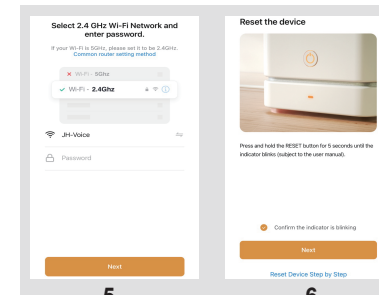 Select 2.4 GHz Wi-Fi Network and
enter password.
If your Wi-Fi is 5GHz, please set it to be 2.4GHz.
Common router setting method
Wi-Fi - 5Ghz
Wi-Fi - 2.4Ghz
JH-Voice
Password
Next
5
Reset the device
Press and hold the RESET button for 5 seconds until the
indicator blinks (subject to the user manual).
Confirm the indicator is blinking
Next
Reset Device Step by Step
6